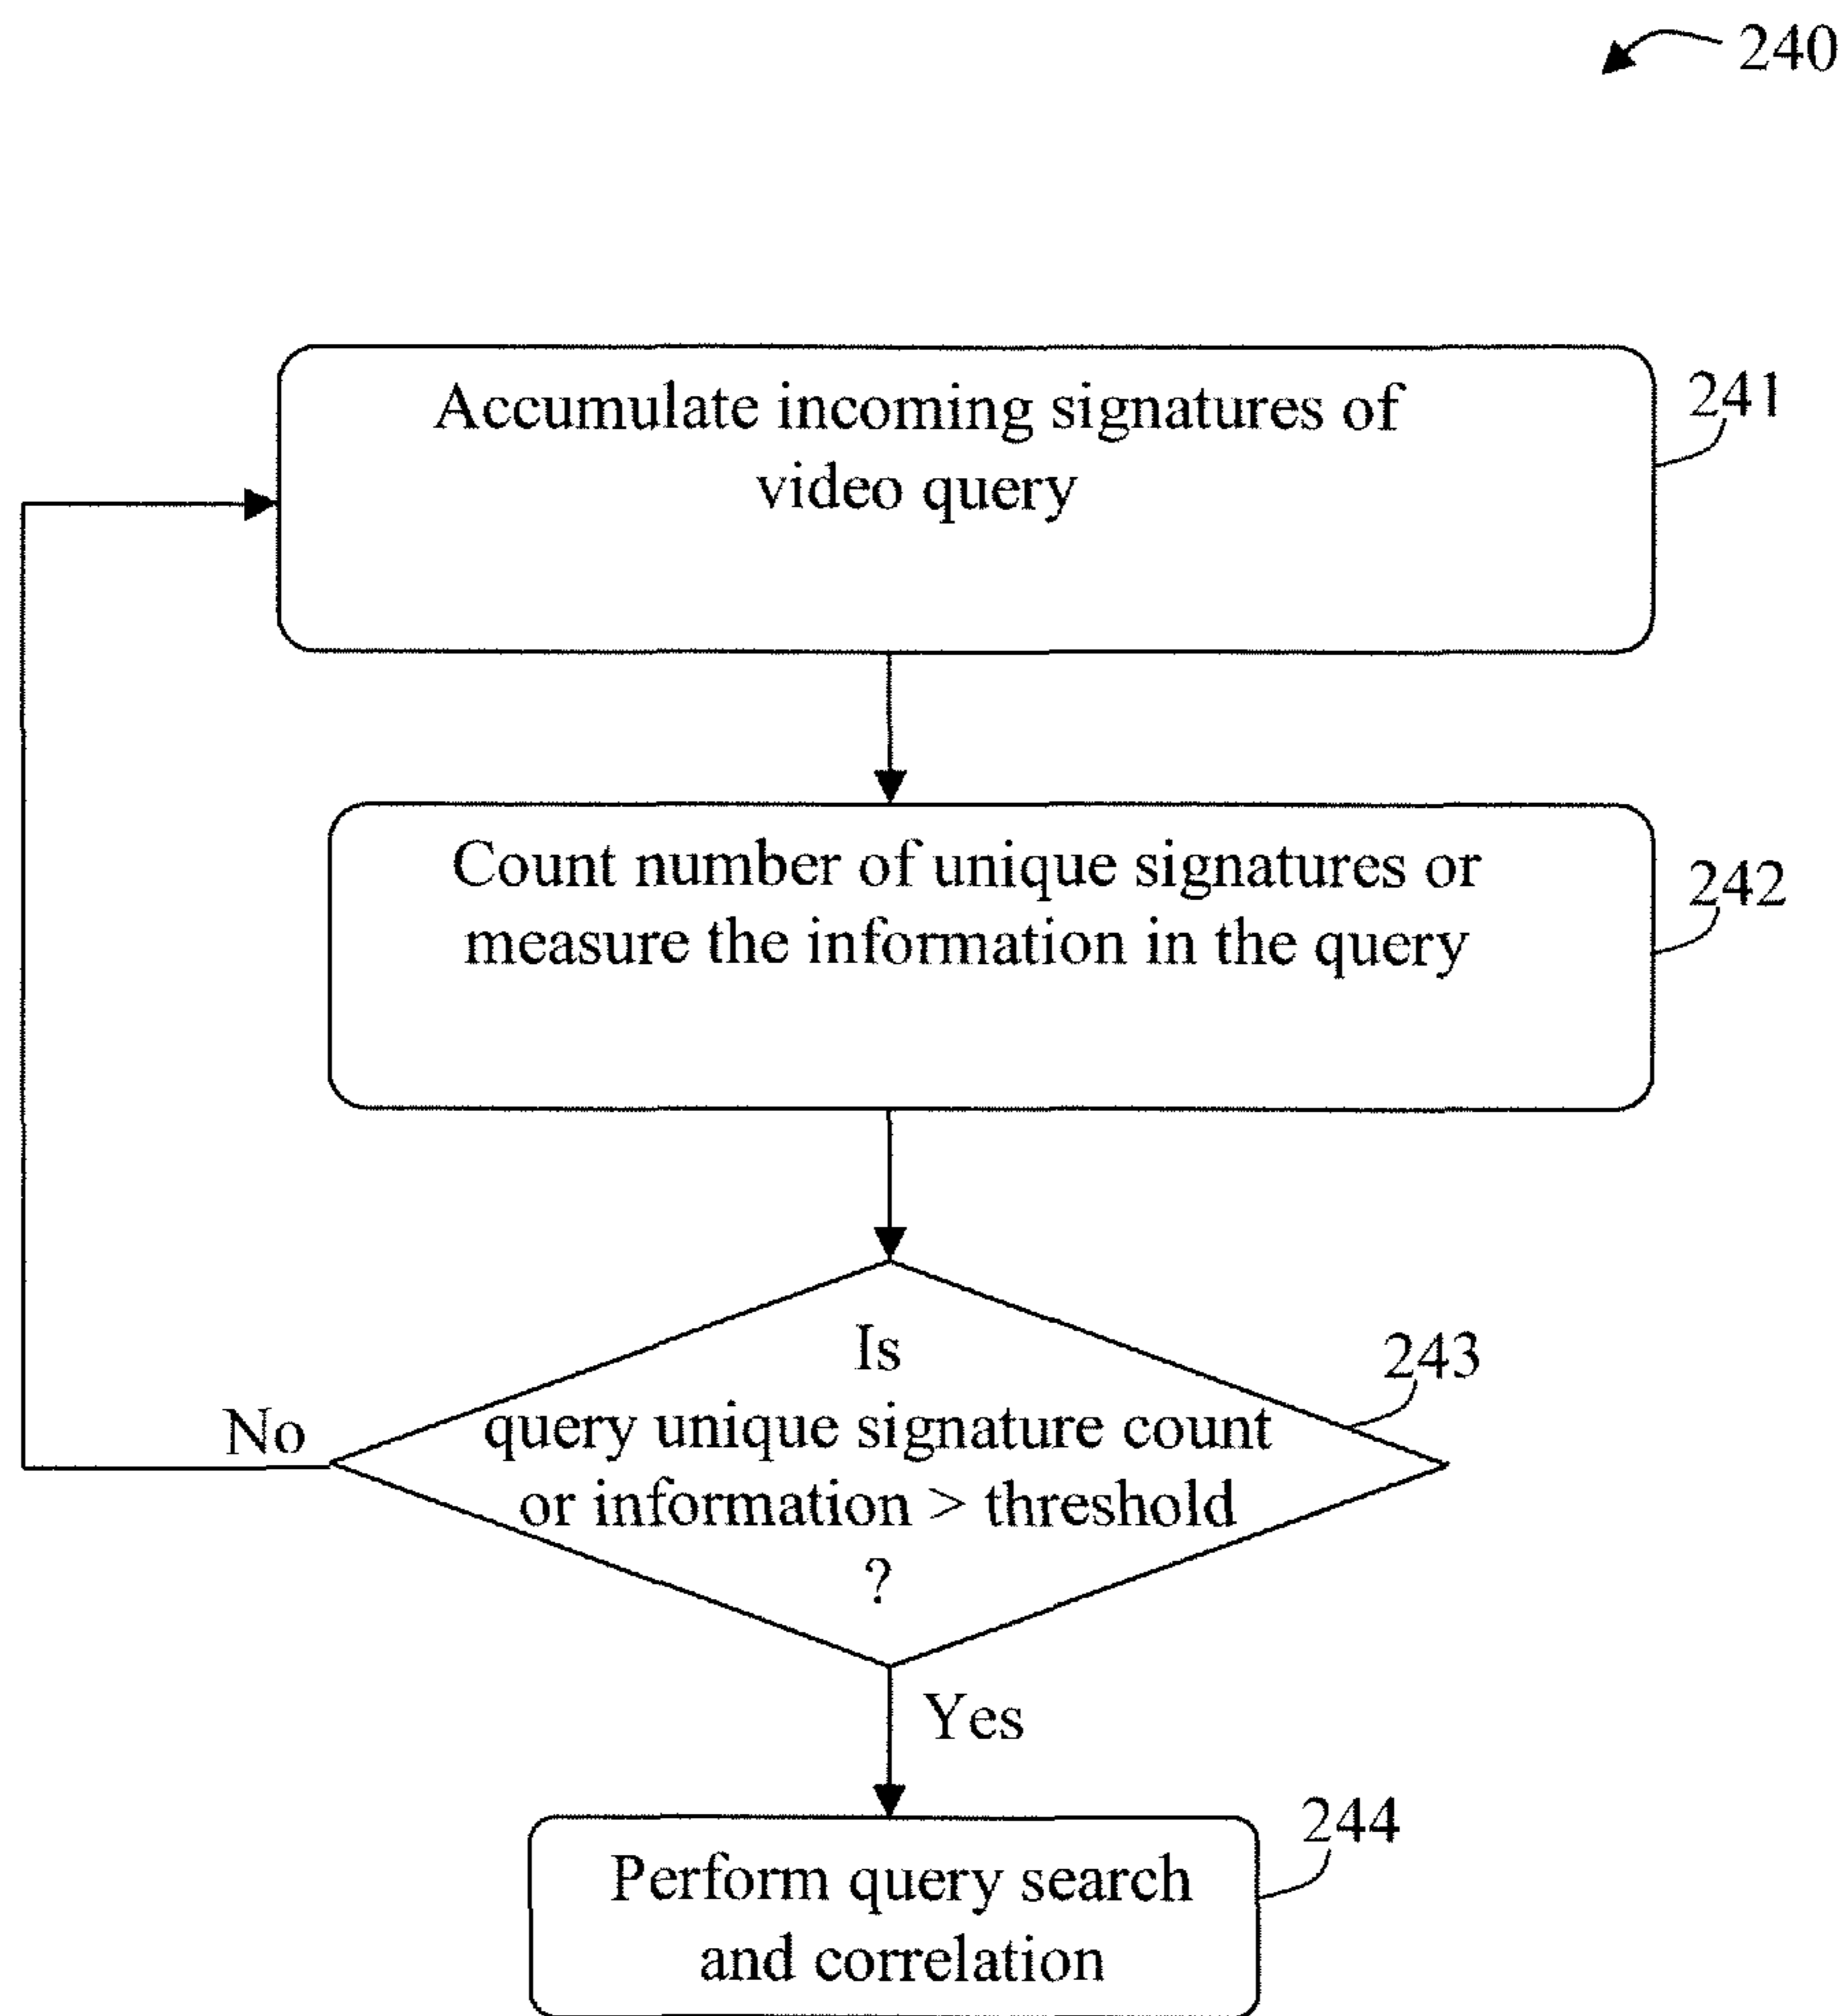 240
Accumulate incoming signatures of
video query
241
Count number of unique signatures or
measure the information in the query
242
Is
query unique signature count
or information > threshold
?
243
No
Yes
Perform query search
and correlation
244